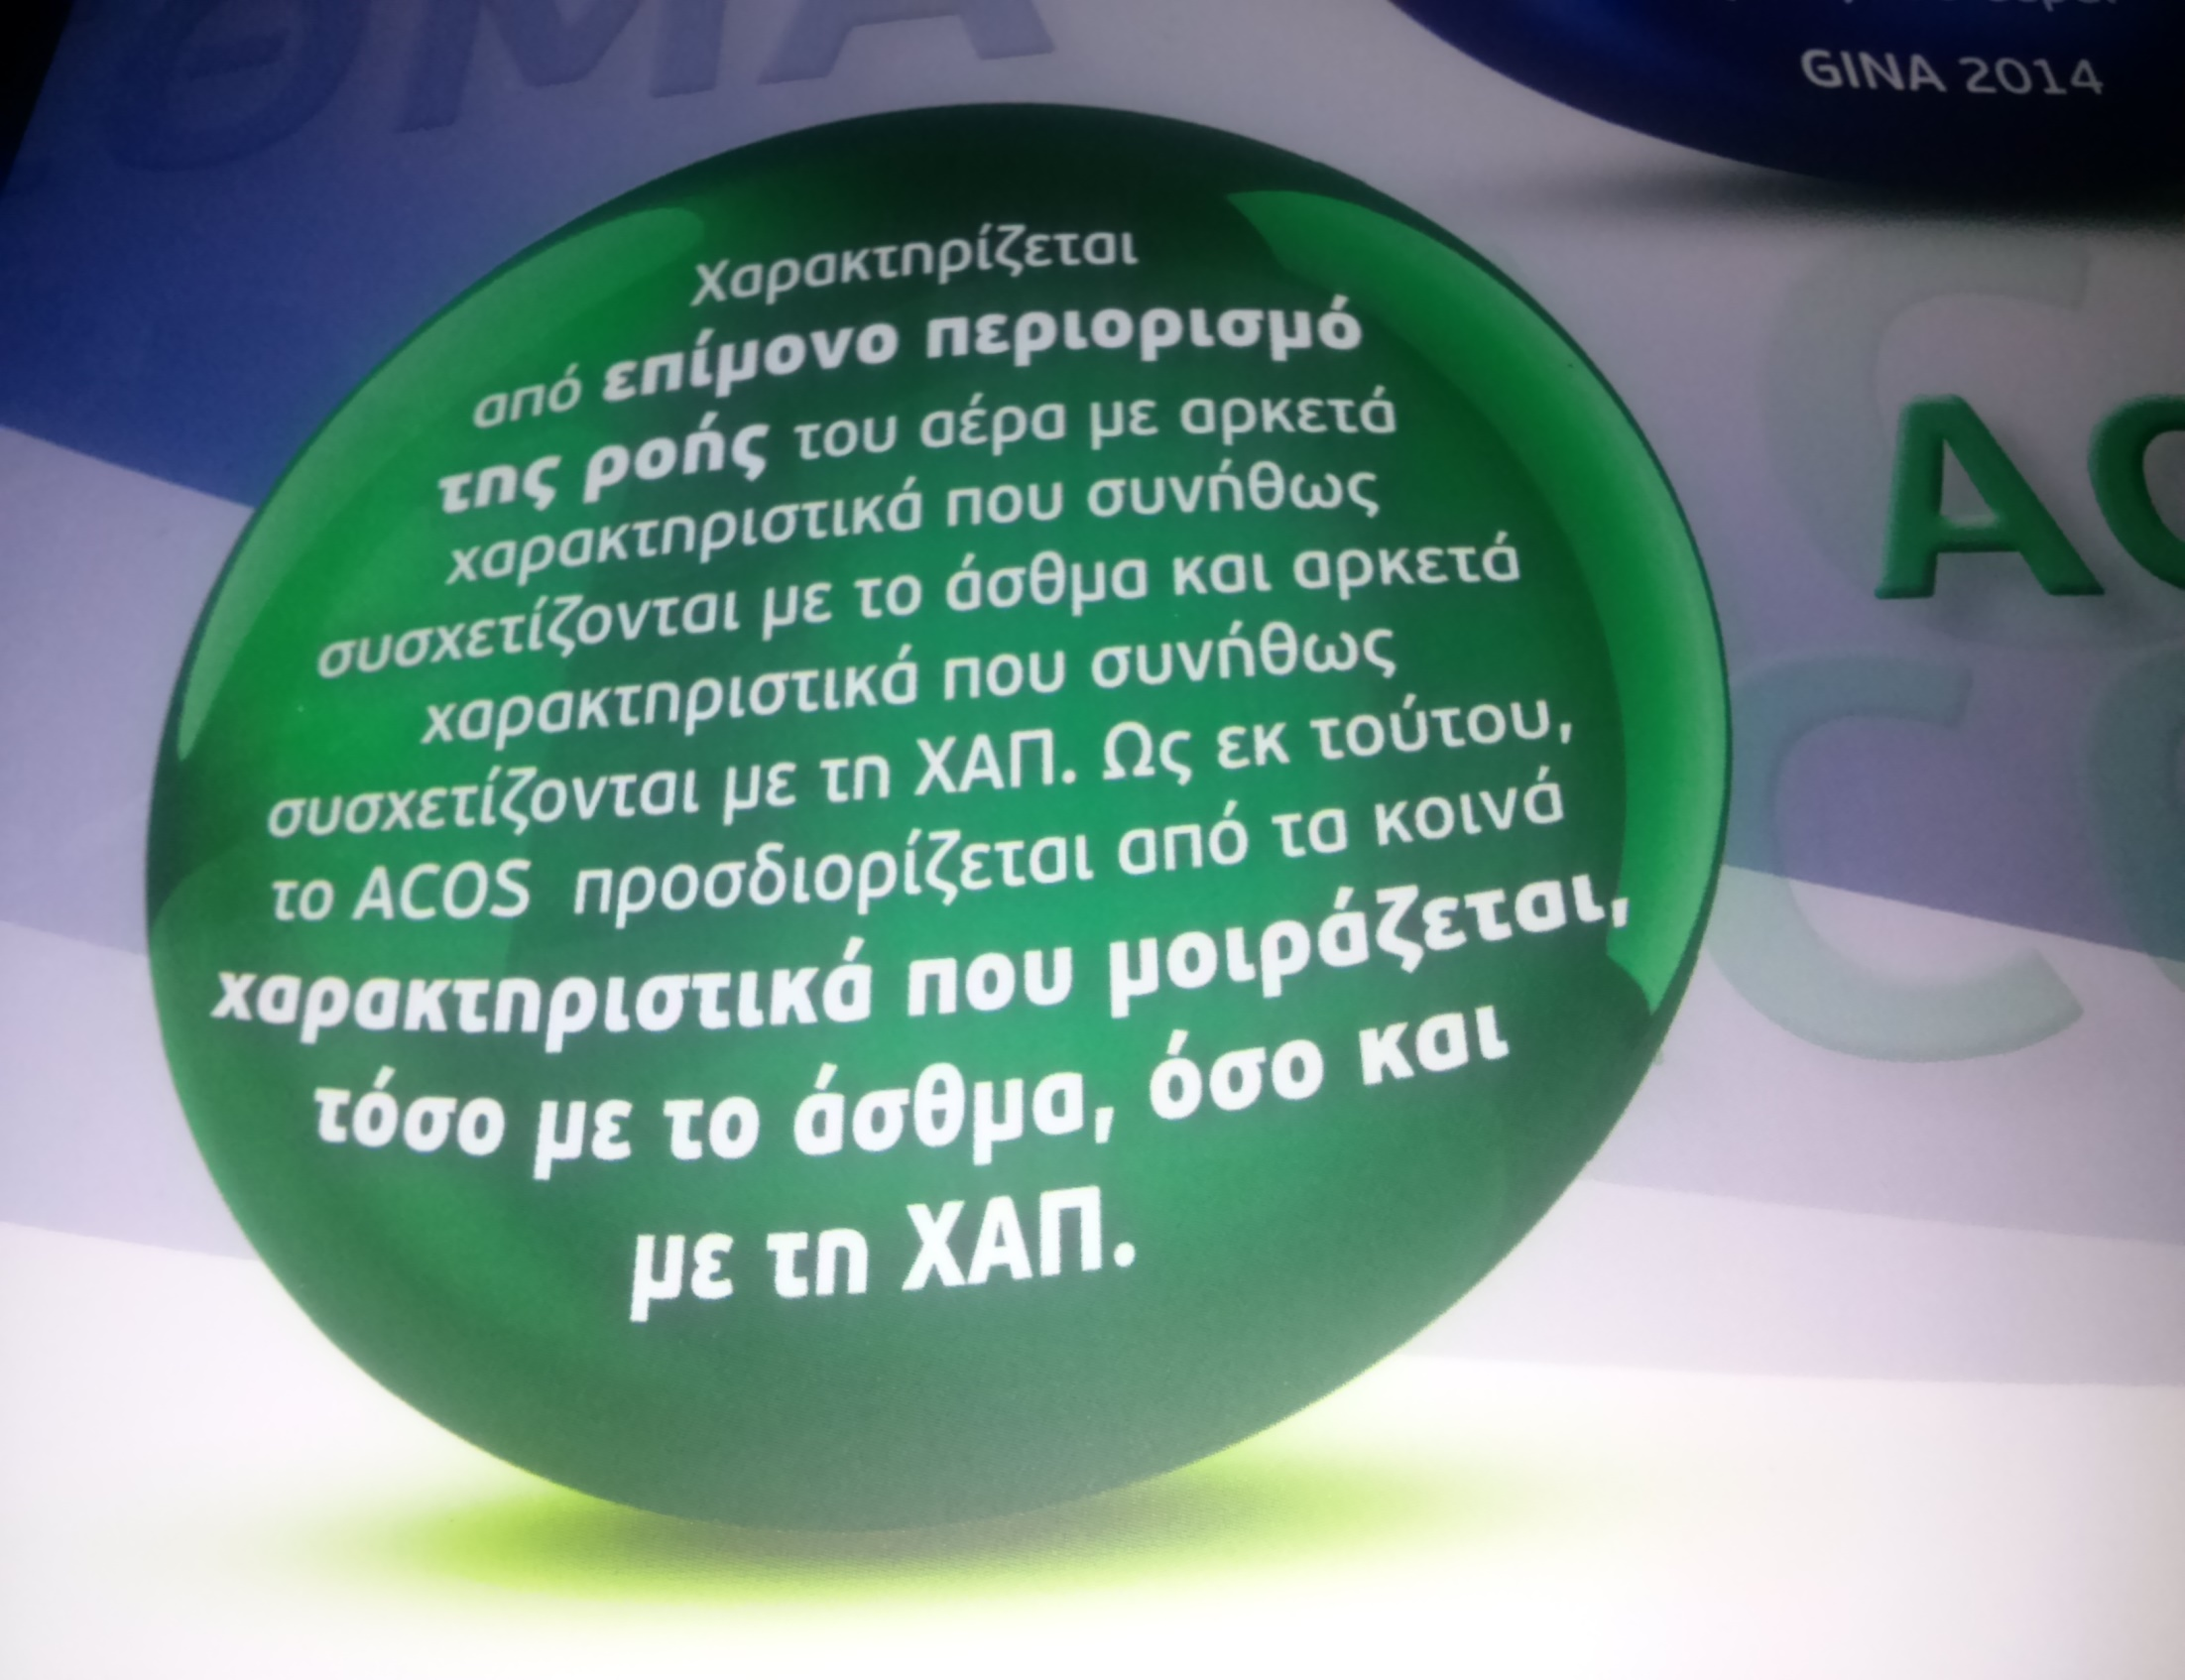 ΘΜΑ
GINA 2014
Χαρακτηρίζεται
από επίμονο περιορισμό
της ροής του αέρα με αρκετά
χαρακτηριστικά που συνήθως
συσχετίζονται με το άσθμα και αρκετά
χαρακτηριστικά που συνήθως
συσχετίζονται με τη ΧΑΠ. Ως εκ τούτου,
το ACOS προσδιορίζεται από τα κοινά
χαρακτηριστικά που μοιράζεται,
τόσο με το άσθμα, όσο και
με τη ΧΑΠ.